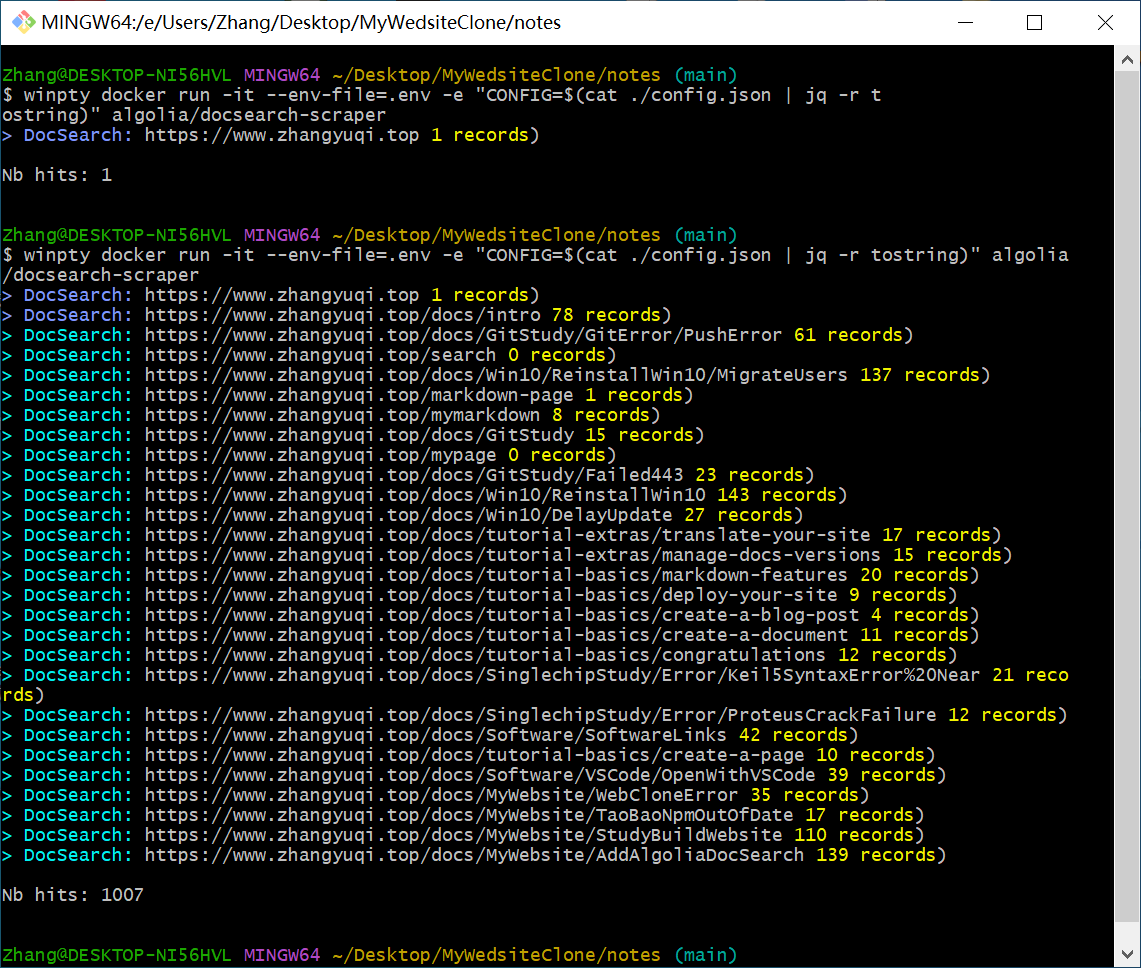 MINGW64:/e/Users/Zhang/Desktop/MyWedsiteClone/notes
Zhang@DESKTOP-NI56HVL MINGW64 ~/Desktop/MyWedsiteClone/notes (main)
$ winpty docker run -it --env-file=.env -e "CONFIG=$(cat ./config.json | jq -r t
ostring)" algolia/docsearch-scraper
> DocSearch: https://www.zhangyuqi.top 1 records)
Nb hits: 1
Zhang@DESKTOP-NI56HVL MINGW64 ~/Desktop/MyWedsiteClone/notes (main)
$ winpty docker run -it --env-file=.env -e "CONFIG=$(cat ./config.json | jq -r tostring)" algolia
/docsearch-scraper
> DocSearch: https://www.zhangyuqi.top 1 records)
> DocSearch: https://www.zhangyuqi.top/docs/intro 78 records)
> DocSearch: https://www.zhangyuqi.top/docs/GitStudy/GitError/PushError 61 records)
> DocSearch: https://www.zhangyuqi.top/search 0 records)
> DocSearch: https://www.zhangyuqi.top/docs/Win10/ReinstallWin10/MigrateUsers 137 records)
> DocSearch: https://www.zhangyuqi.top/markdown-page 1 records)
> DocSearch: https://www.zhangyuqi.top/mymarkdown 8 records)
> DocSearch: https://www.zhangyuqi.top/docs/GitStudy 15 records)
> DocSearch: https://www.zhangyuqi.top/mypage 0 records)
> DocSearch: https://www.zhangyuqi.top/docs/GitStudy/Failed443 23 records)
> DocSearch: https://www.zhangyuqi.top/docs/Win10/ReinstallWin10 143 records)
> DocSearch: https://www.zhangyuqi.top/docs/Win10/DelayUpdate 27 records)
> DocSearch: https://www.zhangyuqi.top/docs/tutorial-extras/translate-your-site 17 records)
> DocSearch: https://www.zhangyuqi.top/docs/tutorial-extras/manage-docs-versions 15 records)
> DocSearch: https://www.zhangyuqi.top/docs/tutorial-basics/markdown-features 20 records)
> DocSearch: https://www.zhangyuqi.top/docs/tutorial-basics/deploy-your-site 9 records)
> DocSearch: https://www.zhangyuqi.top/docs/tutorial-basics/create-a-blog-post 4 records)
> DocSearch: https://www.zhangyuqi.top/docs/tutorial-basics/create-a-document 11 records)
> DocSearch: https://www.zhangyuqi.top/docs/tutorial-basics/congratulations 12 records)
> DocSearch: https://www.zhangyuqi.top/docs/SinglechipStudy/Error/Keil5SyntaxError%20Near 21 reco
rds)
> DocSearch: https://www.zhangyuqi.top/docs/SinglechipStudy/Error/ProteusCrackFailure 12 records)
> DocSearch: https://www.zhangyuqi.top/docs/Software/SoftwareLinks 42 records)
> DocSearch: https://www.zhangyuqi.top/docs/tutorial-basics/create-a-page 10 records)
> DocSearch: https://www.zhangyuqi.top/docs/Software/VSCode/OpenWithVSCode 39 records)
> DocSearch: https://www.zhangyuqi.top/docs/MyWebsite/WebCloneError 35 records)
> DocSearch: https://www.zhangyuqi.top/docs/MyWebsite/TaoBaoNpmOutOfDate 17 records)
> DocSearch: https://www.zhangyuqi.top/docs/MyWebsite/StudyBuildWebsite 110 records)
> DocSearch: https://www.zhangyuqi.top/docs/MyWebsite/AddAlgoliaDocSearch 139 records)
Nb hits: 1007
Zhang@DESKTOP-NI56HVL MINGW64 ~/Desktop/MyWedsiteClone/notes (main)